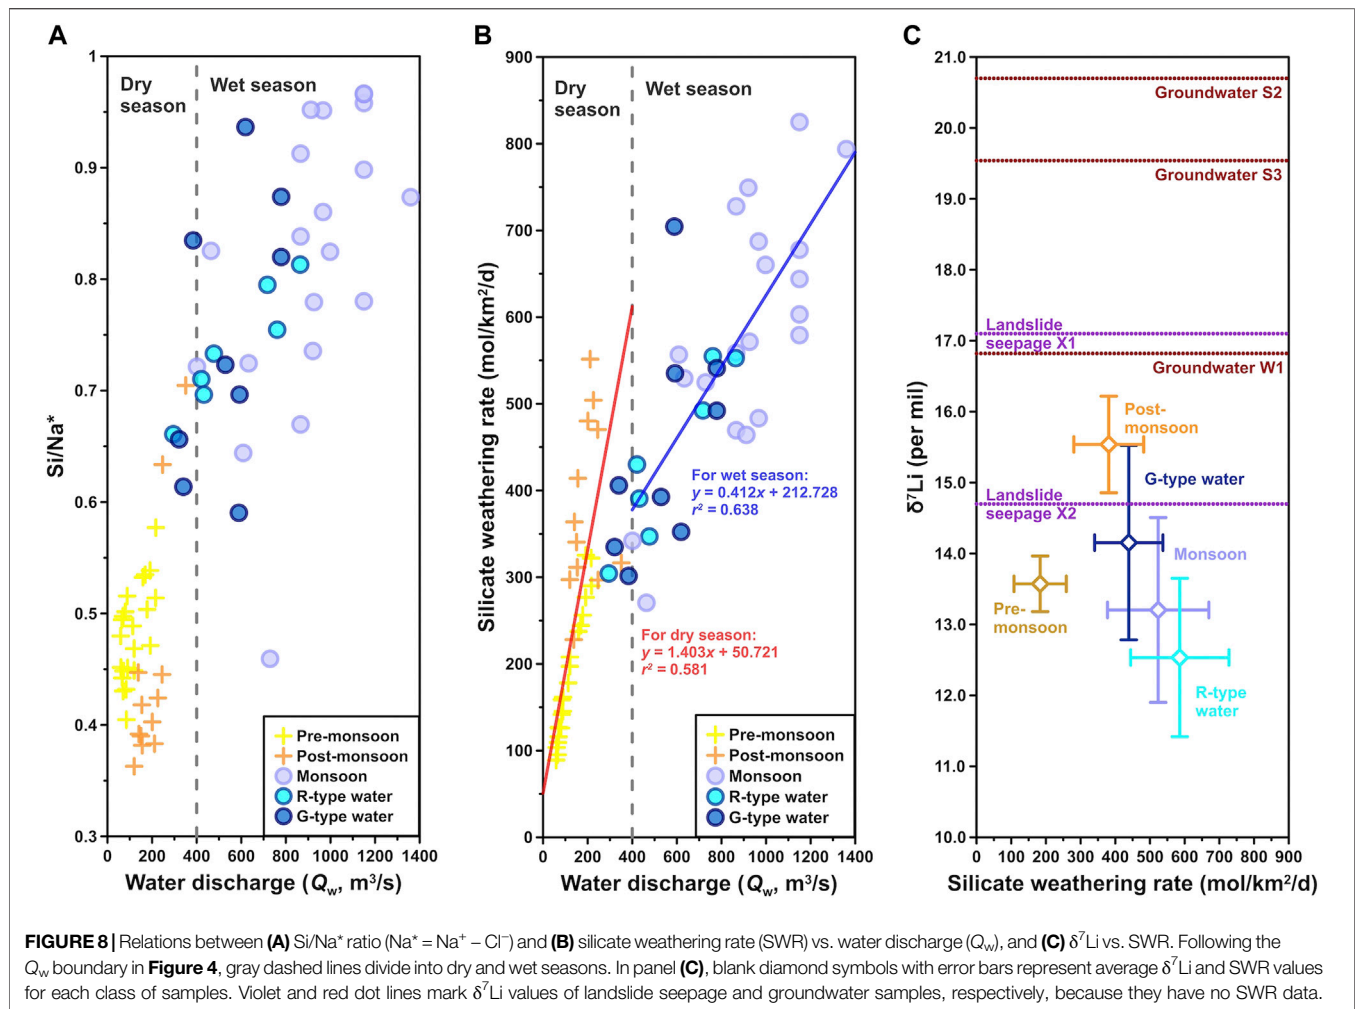 A
Si/Na*
1
0.9
0.8
0.7
0.6
0.5
0.4
0.3
Dry
season
Wet season
Pre-monsoon
Post-monsoon
Monsoon
R-type water
G-type water
0 200 400 600 800 1000 1200 1400
Water discharge (Qw, m³/s)
B
Silicate weathering rate (mol/km²/d)
900
800
700
600
500
400
300
200
100
0
Dry
season
Wet season
For wet season:
y = 0.412x + 212.728
r² = 0.638
For dry season:
y = 1.403x + 50.721
r² = 0.581
Pre-monsoon
Post-monsoon
Monsoon
R-type water
G-type water
0 200 400 600 800 1000 1200 1400
Water discharge (Qw, m³/s)
C
δ⁷Li (per mil)
21.0
20.0
19.0
18.0
17.0
16.0
15.0
14.0
13.0
12.0
11.0
10.0
Groundwater S2
Groundwater S3
Landslide
seepage X1
Groundwater W1
Post-
monsoon
G-type water
Landslide
seepage X2
Monsoon
Pre-
monsoon
R-type
water
0 100 200 300 400 500 600 700 800 900
Silicate weathering rate (mol/km²/d)
FIGURE 8 | Relations between (A) Si/Na* ratio (Na* = Na⁺ – Cl⁻) and (B) silicate weathering rate (SWR) vs. water discharge (Qw), and (C) δ⁷Li vs. SWR. Following the
Qw boundary in Figure 4, gray dashed lines divide into dry and wet seasons. In panel (C), blank diamond symbols with error bars represent average δ⁷Li and SWR values
for each class of samples. Violet and red dot lines mark δ⁷Li values of landslide seepage and groundwater samples, respectively, because they have no SWR data.